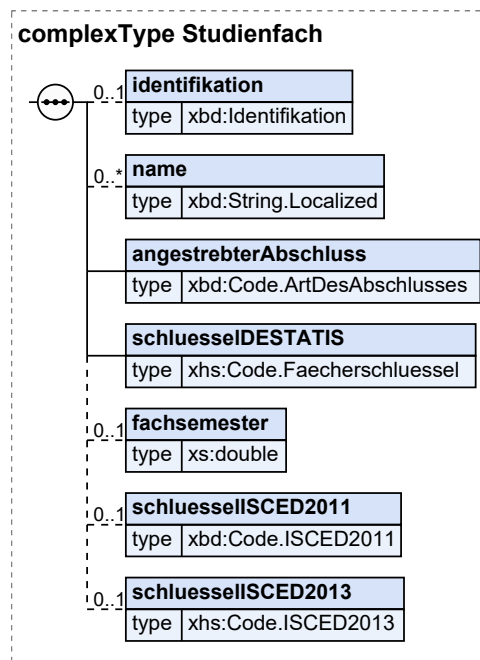 complexType Studienfach
0..1
identifikation
type xbd:Identifikation
0..*
name
type xbd:String.Localized
angestrebterAbschluss
type xbd:Code.ArtDesAbschlusses
schluesselDESTATIS
type xhs:Code.Faecherschluessel
0..1
fachsemester
type xs:double
0..1
schluesselISCED2011
type xbd:Code.ISCED2011
0..1
schluesselISCED2013
type xhs:Code.ISCED2013